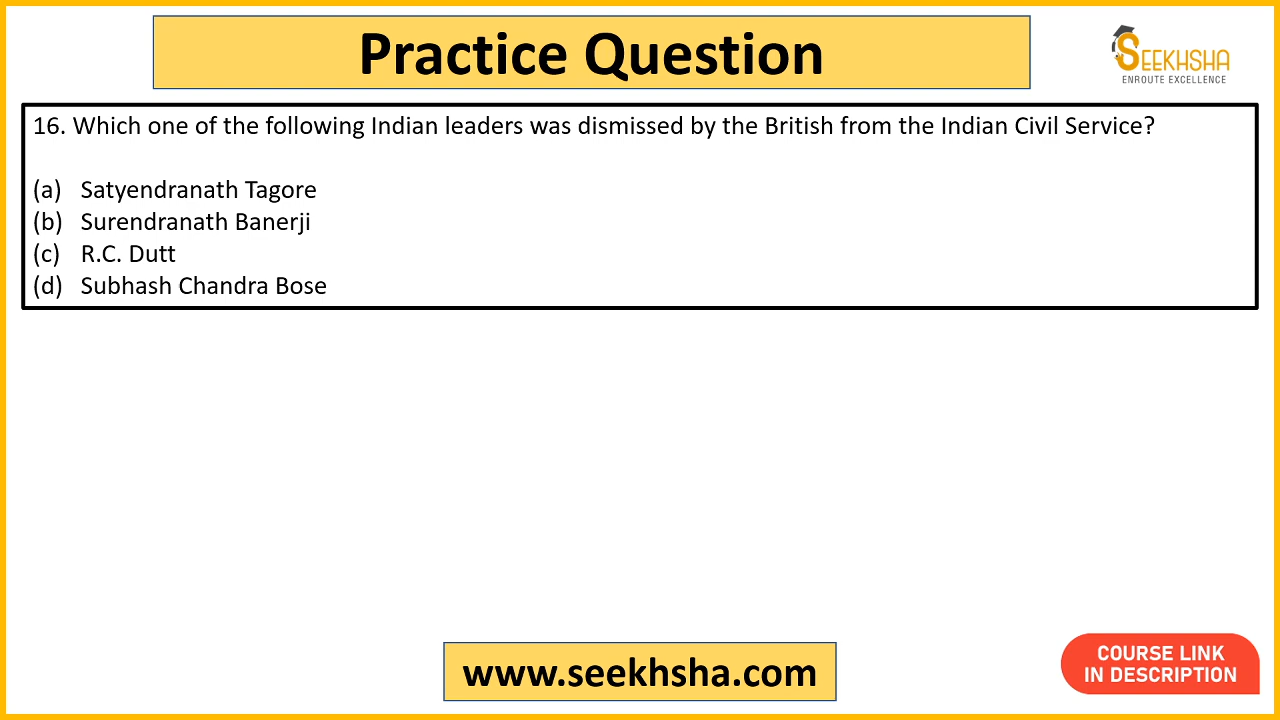 Practice Question
SEEKHSHA
ENROUTE EXCELLENCE
16. Which one of the following Indian leaders was dismissed by the British from the Indian Civil Service?
(a) Satyendranath Tagore
(b) Surendranath Banerji
(c) R.C. Dutt
(d) Subhash Chandra Bose
www.seekhsha.com
COURSE LINK
IN DESCRIPTION